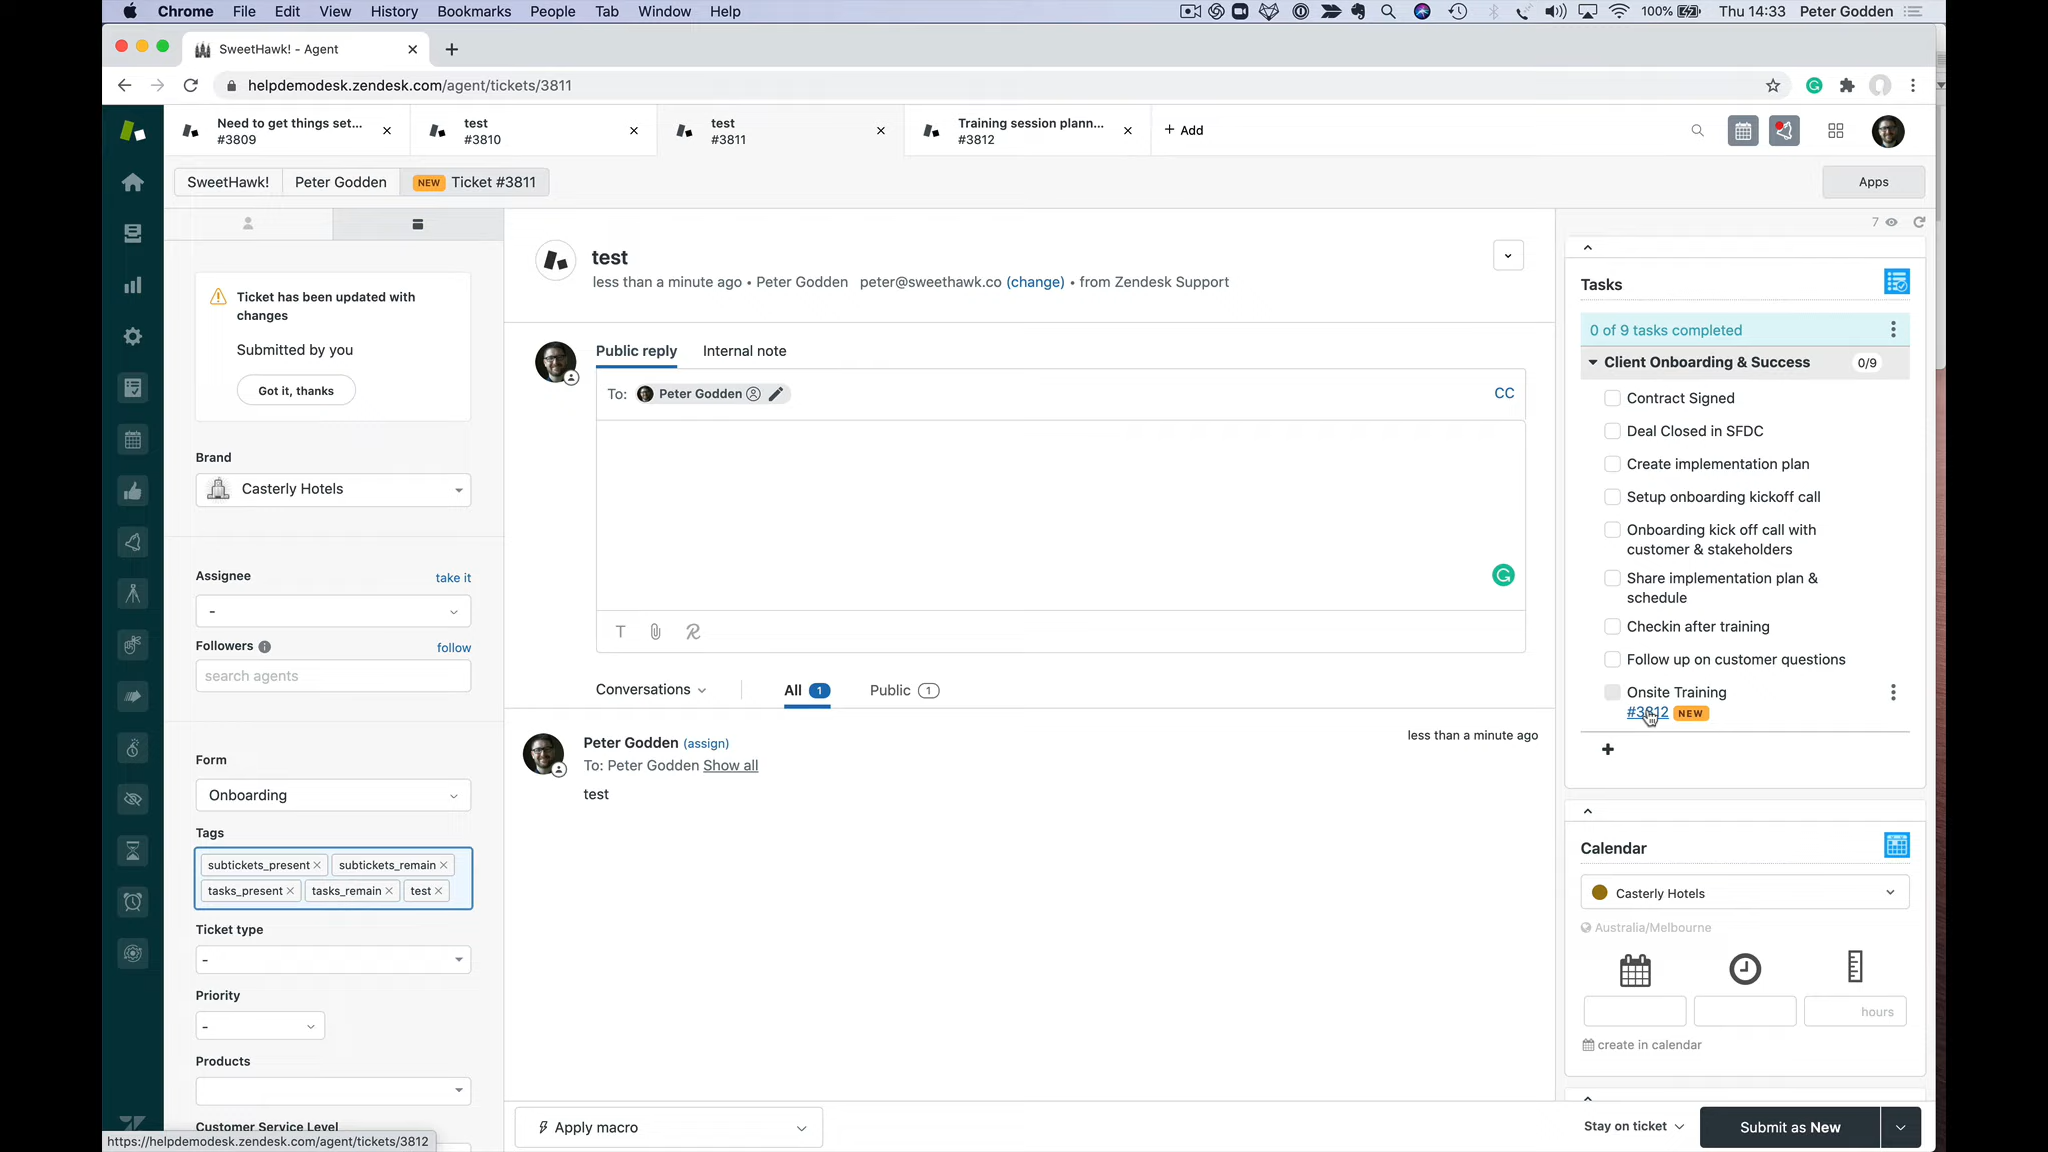 Chrome File Edit View History Bookmarks People Tab Window Help
100% Thu 14:33 Peter Godden
SweetHawk! - Agent
helpdemodesk.zendesk.com/agent/tickets/3811
Need to get things set...
#3809
test
#3810
test
#3811
Training session plann...
#3812
+ Add
SweetHawk!
Peter Godden
NEW Ticket #3811
Apps
7
Ticket has been updated with
changes
Submitted by you
Got it, thanks
Brand
Casterly Hotels
Assignee
take it
-
Followers
follow
search agents
Form
Onboarding
Tags
subtickets_present
subtickets_remain
tasks_present
tasks_remain
test
Ticket type
-
Priority
-
Products
Customer Service Level
https://helpdemodesk.zendesk.com/agent/tickets/3812
test
less than a minute ago • Peter Godden peter@sweethawk.co (change) • from Zendesk Support
Public reply
Internal note
To: Peter Godden
CC
Conversations
All 1
Public 1
Peter Godden (assign)
less than a minute ago
To: Peter Godden Show all
test
Apply macro
Tasks
0 of 9 tasks completed
Client Onboarding & Success 0/9
Contract Signed
Deal Closed in SFDC
Create implementation plan
Setup onboarding kickoff call
Onboarding kick off call with
customer & stakeholders
Share implementation plan &
schedule
Checkin after training
Follow up on customer questions
Onsite Training
#3812 NEW
Calendar
Casterly Hotels
Australia/Melbourne
hours
create in calendar
Stay on ticket
Submit as New